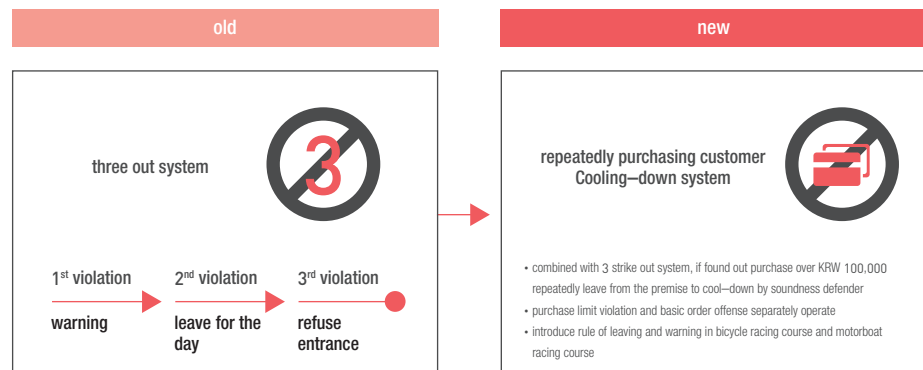 old
three out system
3
1st violation
2nd violation
3rd violation
warning
leave for the
day
refuse
entrance
new
repeatedly purchasing customer
Cooling–down system
• combined with 3 strike out system, if found out purchase over KRW 100,000
repeatedly leave from the premise to cool–down by soundness defender
• purchase limit violation and basic order offense separately operate
• introduce rule of leaving and warning in bicycle racing course and motorboat
racing course